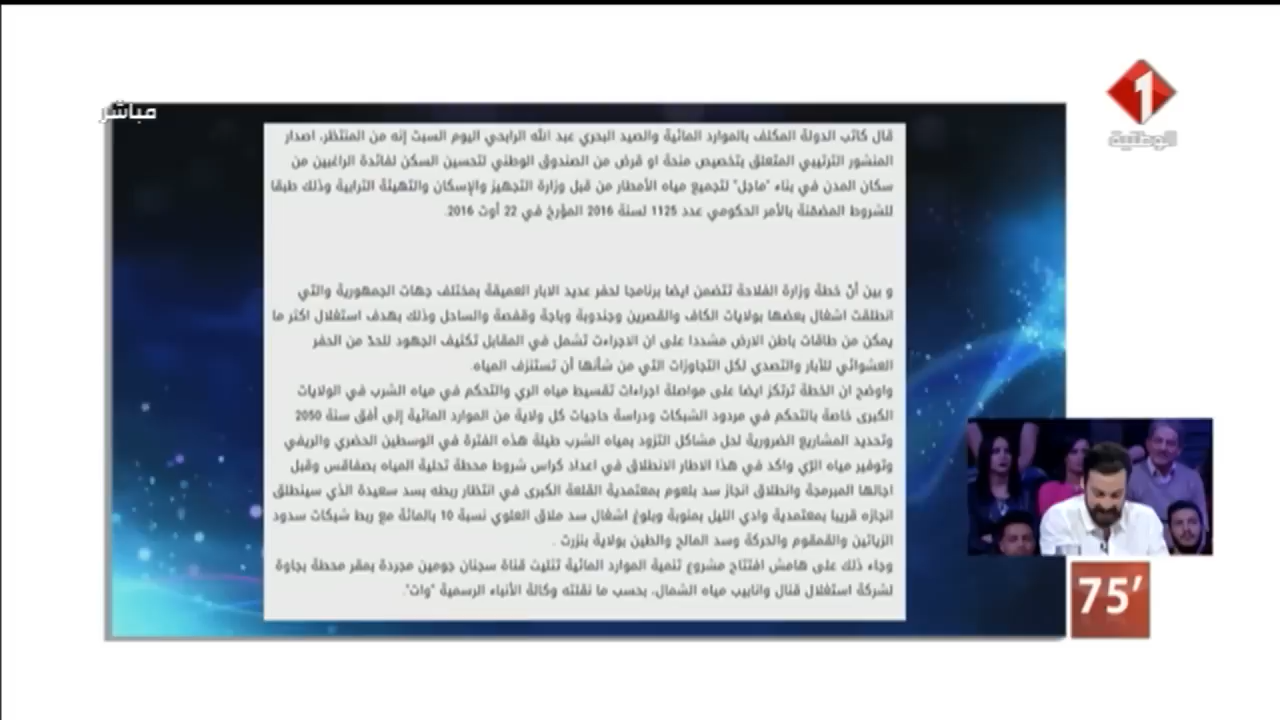 مباشر
1
الوطنية
قال كاتب الدولة المكلف بالموارد المائية والصيد البحري عبد الله الرابحي اليوم السبت إنه من المنتظر، اصدار
المنشور الترتيبي المتعلق بتخصيص منحة او قرض من الصندوق الوطني لتحسين السكن لفائدة الراغبين من
سكان المدن في بناء "ماجل" لتجميع مياه الأمطار من قبل وزارة التجهيز والإسكان والتهيئة الترابية وذلك طبقا
للشروط المضمّنة بالأمر الحكومي عدد 1125 لسنة 2016 المؤرخ في 22 أوت 2016.
و بين أنّ خطة وزارة الفلاحة تتضمن ايضا برنامجا لحفر عديد الابار العميقة بمختلف جهات الجمهورية والتي
انطلقت اشغال بعضها بولايات الكاف والقصرين وجندوبة وباجة وقفصة والساحل وذلك بهدف استغلال اكثر ما
يمكن من طاقات باطن الارض مشددا على ان الاجراءت تشمل في المقابل تكثيف الجهود للحدّ من الحفر
العشوائي للآبار والتصدي لكل التجاوزات التي من شأنها أن تستنزف المياه.
واوضح ان الخطة ترتكز ايضا على مواصلة اجراءات تقسيط مياه الري والتحكم في مياه الشرب في الولايات
الكبرى خاصة بالتحكم في مردود الشبكات ودراسة حاجيات كل ولاية من الموارد المائية إلى أفق سنة 2050
وتحديد المشاريع الضرورية لحل مشاكل التزود بمياه الشرب طيلة هذه الفترة في الوسطين الحضري والريفي
وتوفير مياه الرّي واكد في هذا الاطار الانطلاق في اعداد كراس شروط محطة تحلية المياه بصفاقس وقبل
اجالها المبرمجة وانطلاق انجاز سد بلعوم بمعتمدية القلعة الكبرى في انتظار ربطه بسد سعيدة الذي سينطلق
انجازه قريبا بمعتمدية وادي الليل بمنوبة وبلوغ اشغال سد ملاق العلوي نسبة 10 بالمائة مع ربط شبكات سدود
الزياتين والقمقوم والحركة وسد المالح والطين بولاية بنزرت .
وجاء ذلك على هامش افتتاح مشروع تنمية الموارد المائية تثليت قناة سجنان جومين مجردة بمقر محطة بجاوة
لشركة استغلال قنال وانابيب مياه الشمال، بحسب ما نقلته وكالة الأنباء الرسمية "وات".
75’